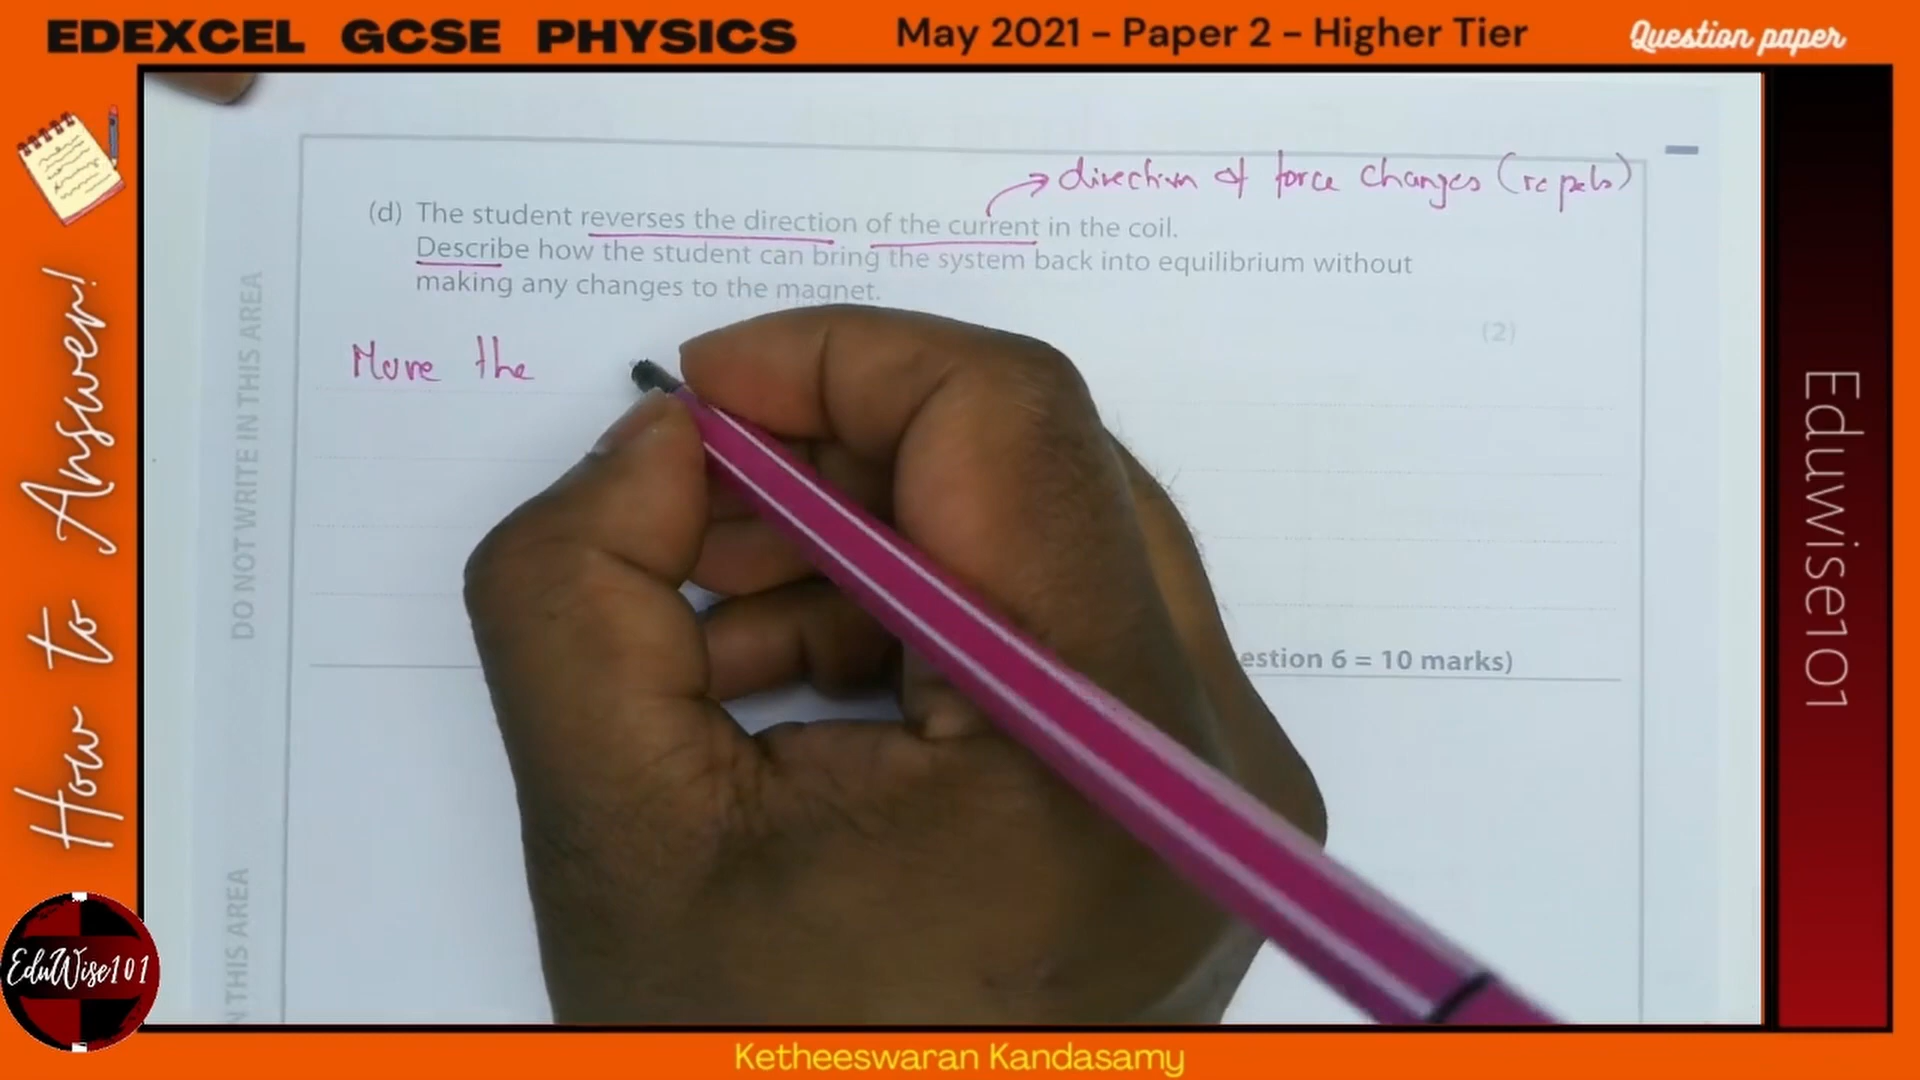 EDEXCEL GCSE PHYSICS
May 2021 - Paper 2 - Higher Tier
Question paper
direction of force changes (repels)
(d) The student reverses the direction of the current in the coil.
Describe how the student can bring the system back into equilibrium without
making any changes to the magnet.
(2)
Move the
estion 6 = 10 marks)
DO NOT WRITE IN THIS AREA
N THIS AREA
How to Answer!
EduWise101
Eduwise101
Ketheeswaran Kandasamy